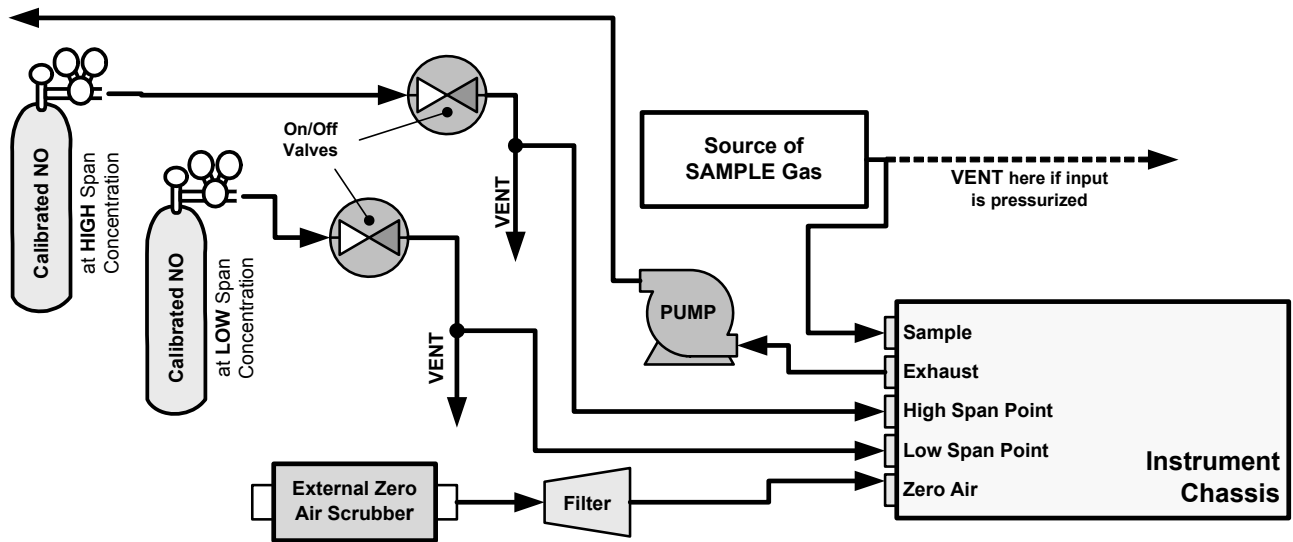 Calibrated NO
at HIGH Span
Concentration
Calibrated NO
at LOW Span
Concentration
On/Off
Valves
VENT
VENT
Source of
SAMPLE Gas
VENT here if input
is pressurized
PUMP
Sample
Exhaust
High Span Point
Low Span Point
Zero Air
Instrument
Chassis
External Zero
Air Scrubber
Filter